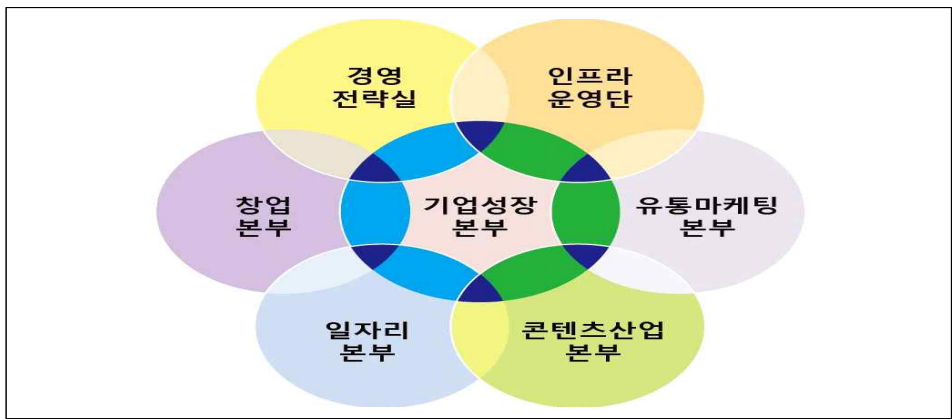 경영
전략실
인프라
운영단
창업
본부
기업성장
본부
유통마케팅
본부
일자리
본부
콘텐츠산업
본부